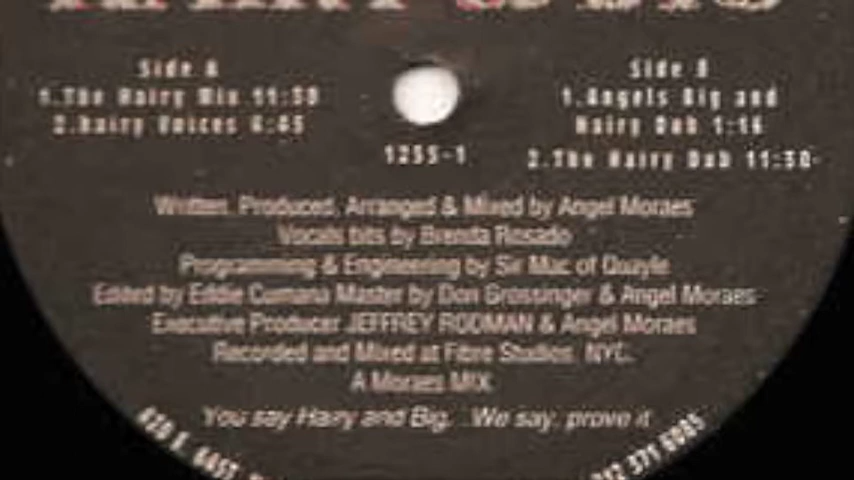 Side A
1.The Hairy Mix 11:30
2.hairy Voices 4:45
Side B
1.Angels Big and
Hairy Dub 1:16
2.The Hairy Dub 11:30
1255-1
Written, Produced, Arranged & Mixed by Angel Moraes
Vocals bits by Brenda Rosado
Programming & Engineering by Sir Mac of Quayle
Edited by Eddie Cumana Master by Don Grossinger & Angel Moraes
Executive Producer JEFFREY RODMAN & Angel Moraes
Recorded and Mixed at Fibre Studios, NYC.
A Moraes MIX
You say Hairy and Big, ..We say, prove it